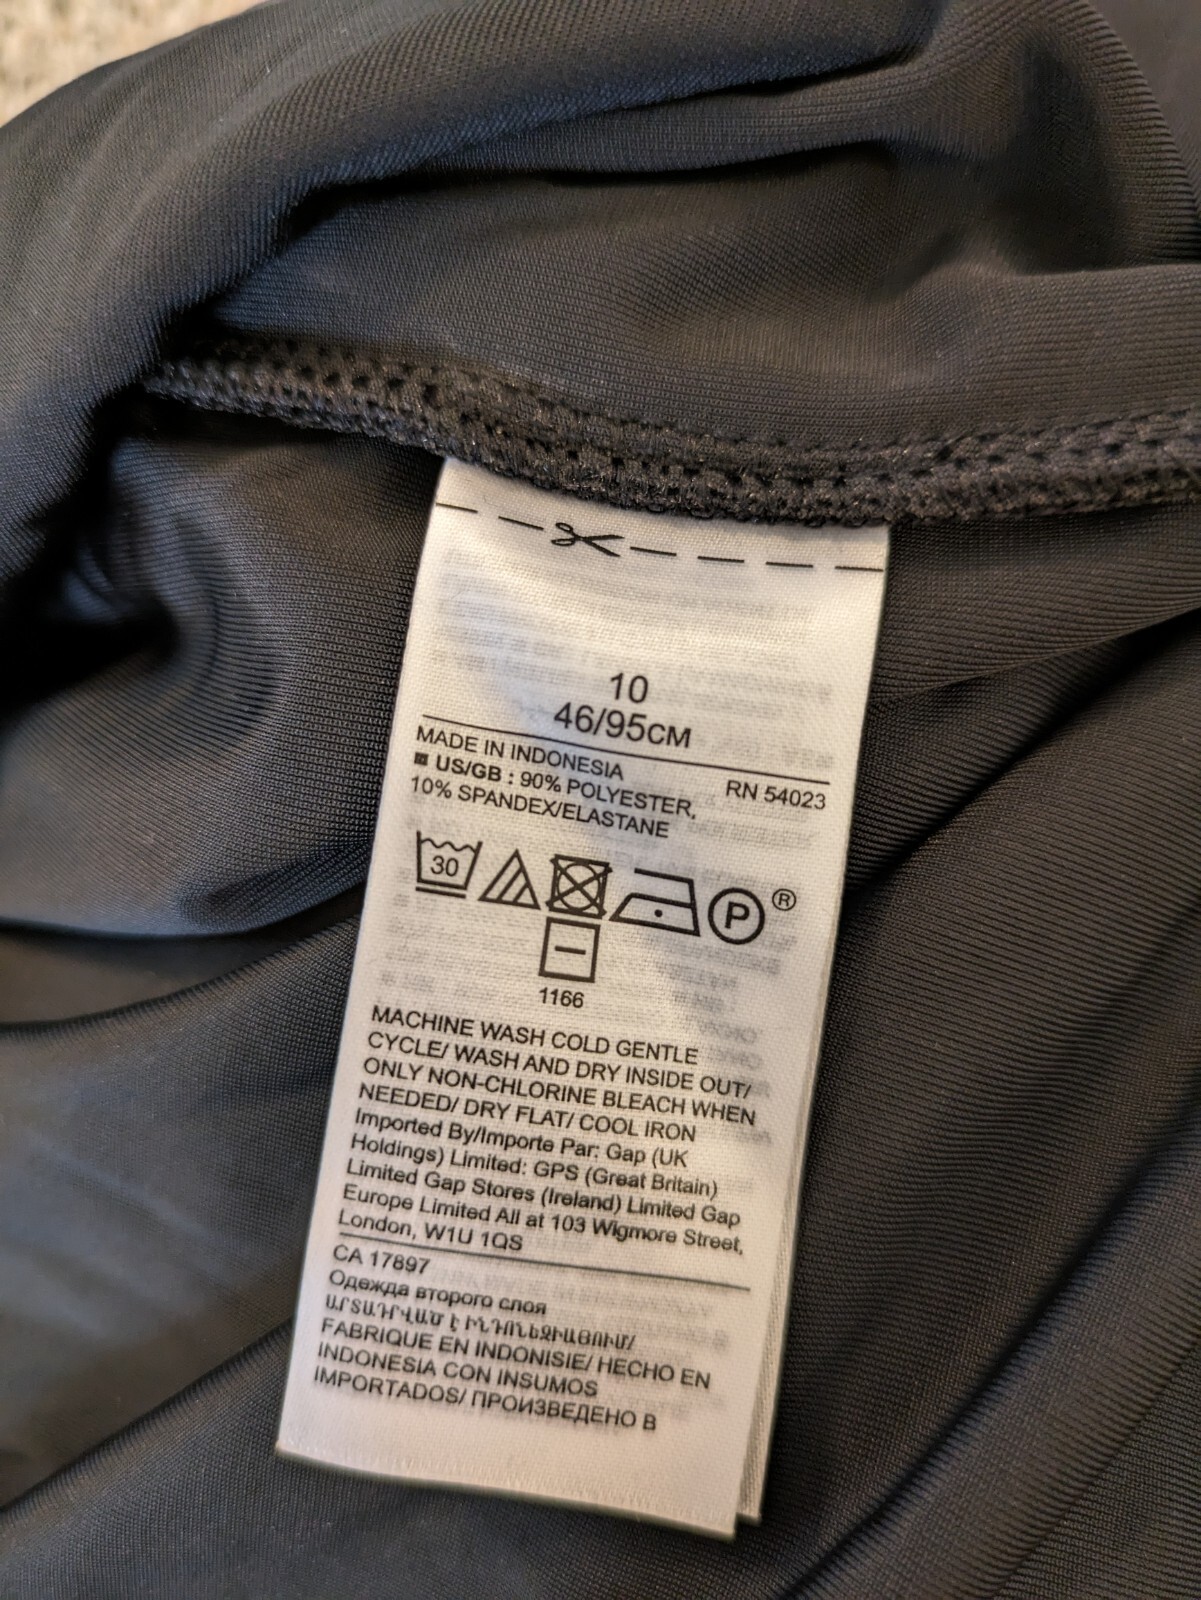 10
46/95CM
MADE IN INDONESIA
RN 54023
US/GB : 90% POLYESTER,
10% SPANDEX/ELASTANE
30
P ®
1166
MACHINE WASH COLD GENTLE
CYCLE/ WASH AND DRY INSIDE OUT/
ONLY NON-CHLORINE BLEACH WHEN
NEEDED/ DRY FLAT/ COOL IRON
Imported By/Importe Par: Gap (UK
Holdings) Limited: GPS (Great Britain)
Limited Gap Stores (Ireland) Limited Gap
Europe Limited All at 103 Wigmore Street,
London, W1U 1QS
CA 17897
Одежда второго слоя
ԱՐՏԱԴՐՎԱԾ Է ԻՆԴՈՆԵԶԻԱՅՈՒՄ/
FABRIQUE EN INDONISIE/ HECHO EN
INDONESIA CON INSUMOS
IMPORTADOS/ ПРОИЗВЕДЕНО В